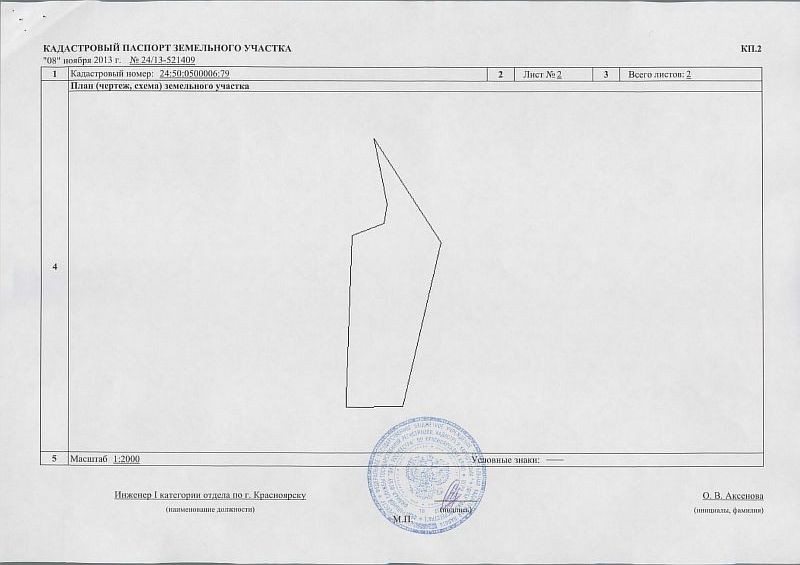 КАДАСТРОВЫЙ ПАСПОРТ ЗЕМЕЛЬНОГО УЧАСТКА
КП.2
"08" ноября 2013 г. № 24/13-521409
1 Кадастровый номер: 24:50:0500006:79 2 Лист № 2 3 Всего листов: 2
План (чертеж, схема) земельного участка
4
5 Масштаб 1:2000 Условные знаки:
Инженер I категории отдела по г. Красноярску О. В. Аксенова
(наименование должности) (подпись) (инициалы, фамилия)
М.П.